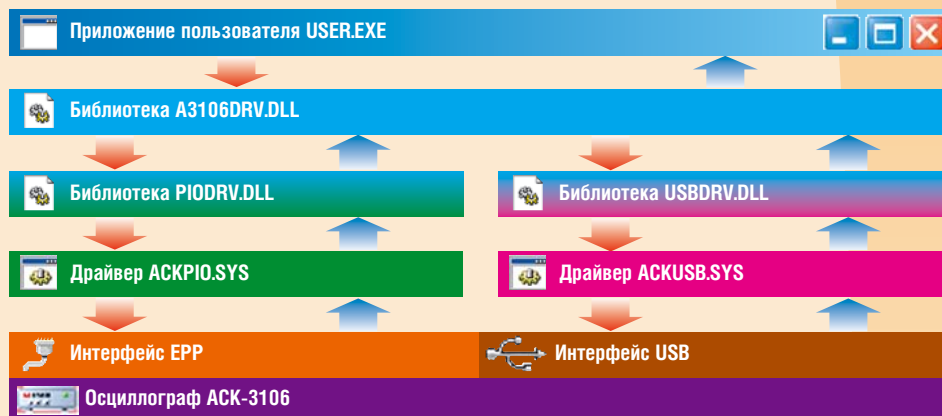 Приложение пользователя USER.EXE
Библиотека A3106DRV.DLL
Библиотека PIODRV.DLL
Библиотека USBDRV.DLL
Драйвер ACKPIO.SYS
Драйвер ACKUSB.SYS
Интерфейс EPP
Интерфейс USB
Осциллограф АСК-3106